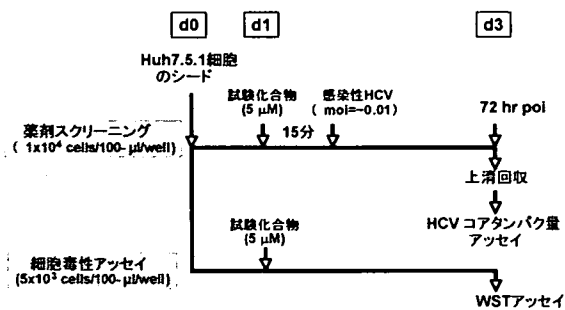 d0
d1
d3
Huh7.5.1細胞
のシード
試験化合物
(5 μM)
15分
感染性HCV
( moi=~0.01)
72 hr poi
薬剤スクリーニング
( 1x10⁴ cells/100- μl/well)
上清回収
HCV コアタンパク量
アッセイ
試験化合物
(5 μM)
細胞毒性アッセイ
(5x10³ cells/100- μl/well)
WSTアッセイ